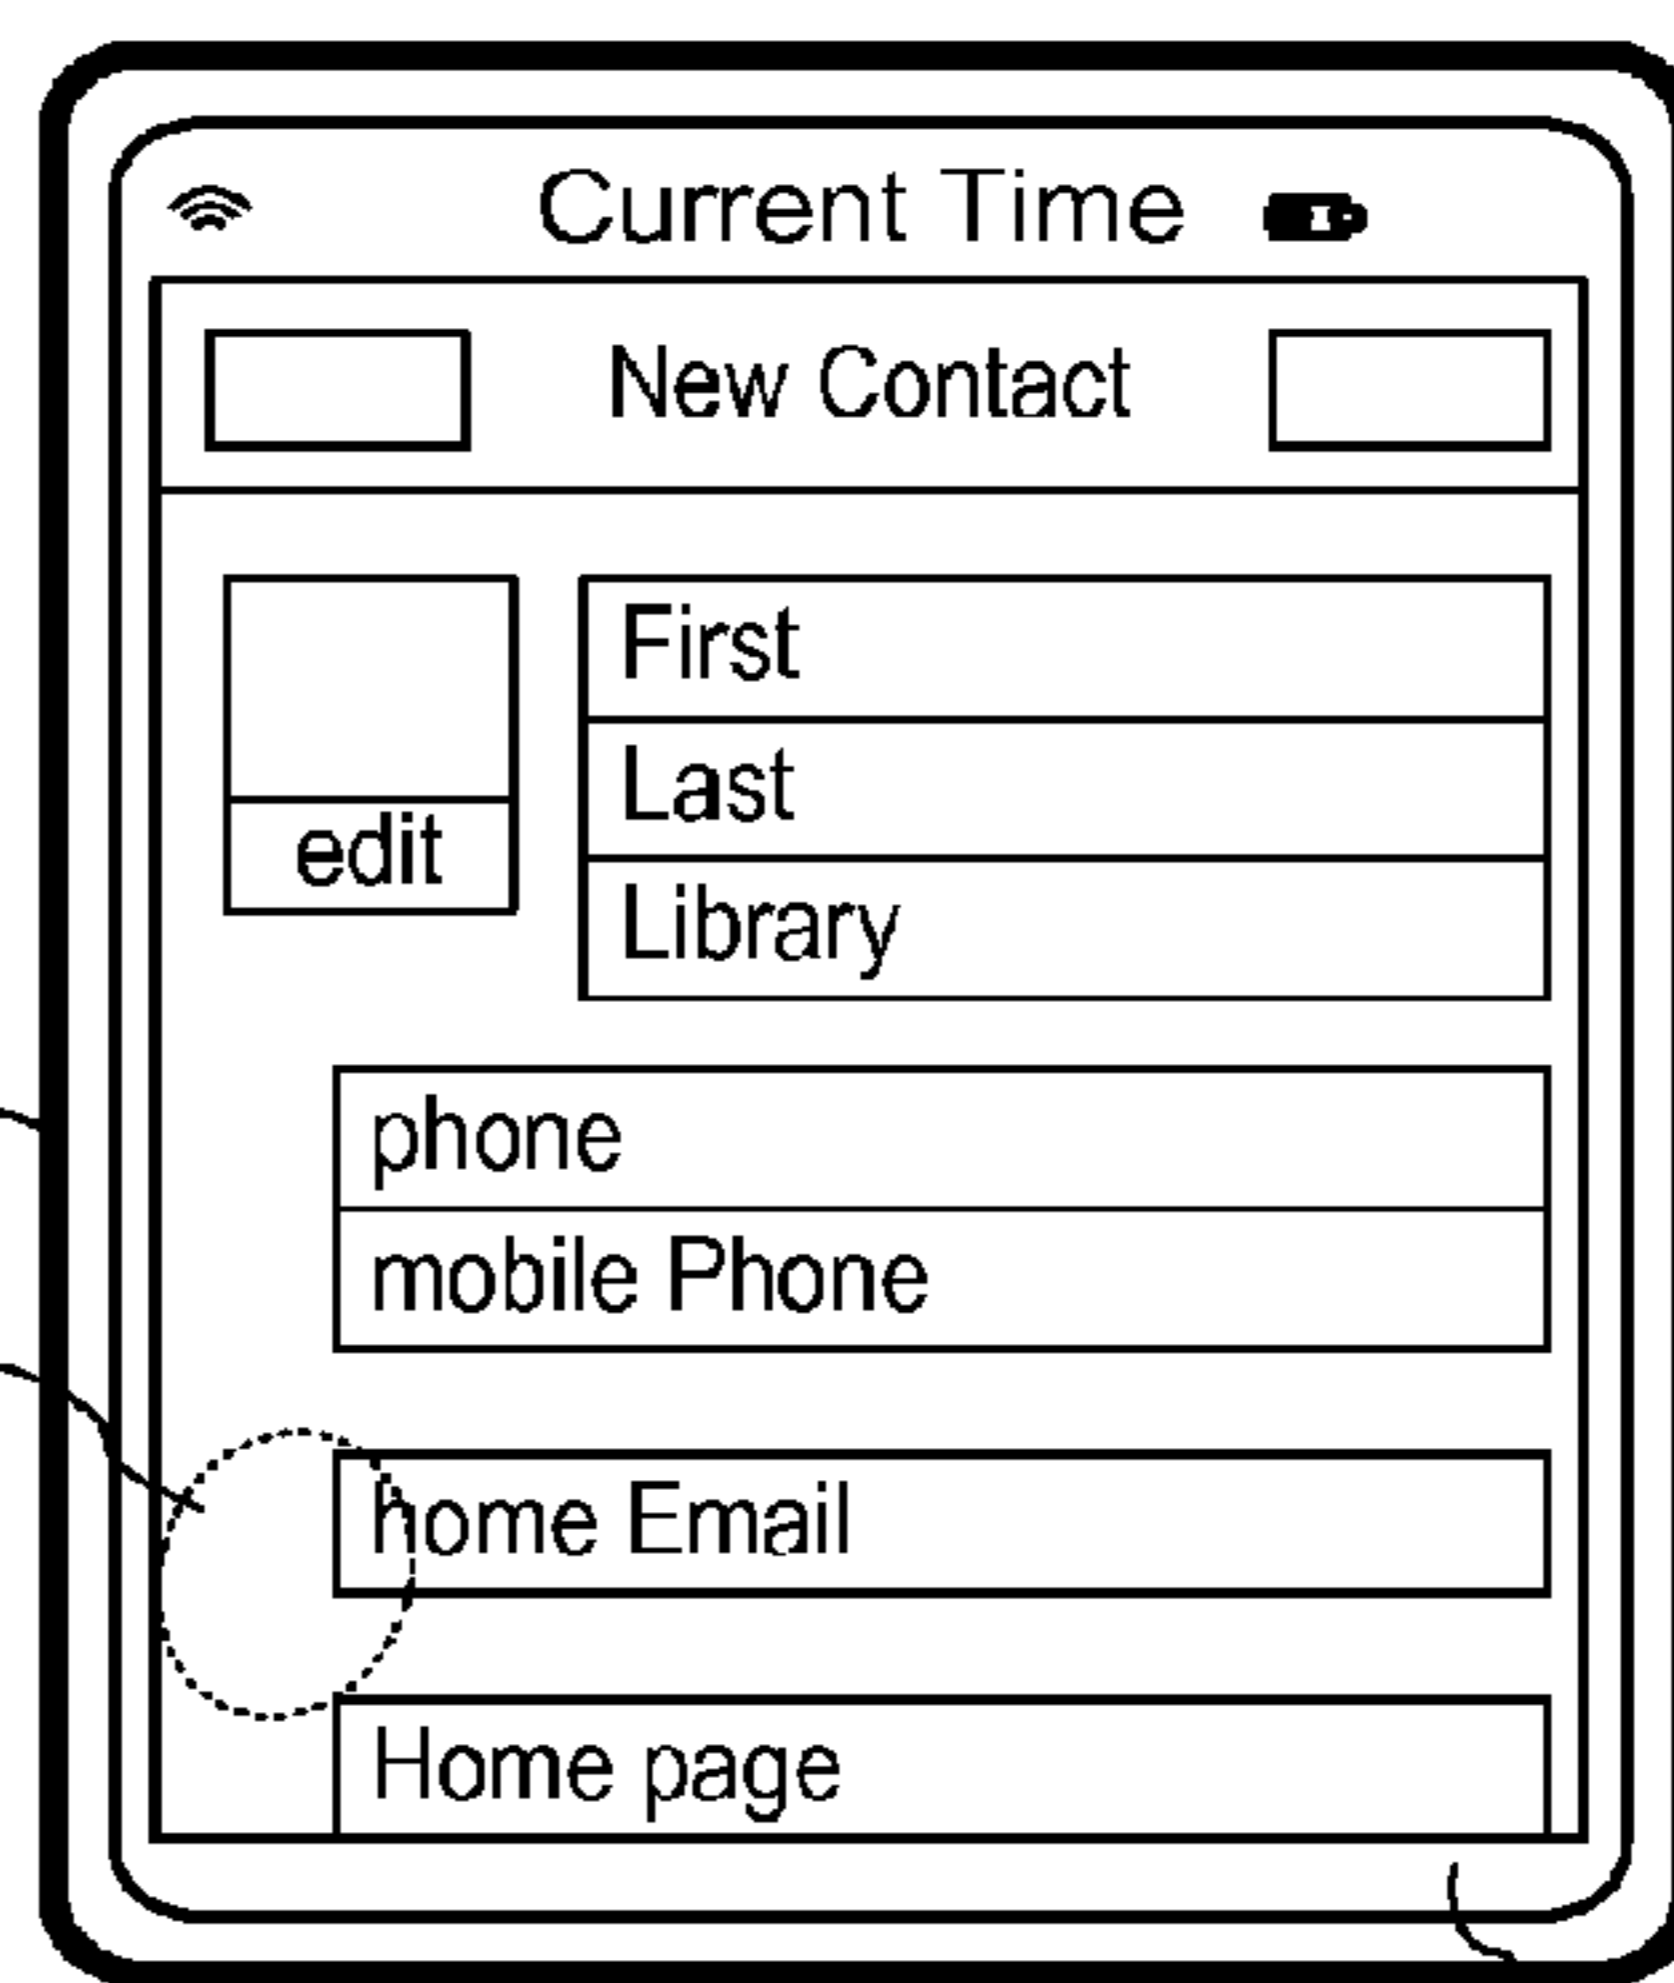 Current Time
New Contact
First
Last
Library
edit
phone
mobile Phone
home Email
Home page